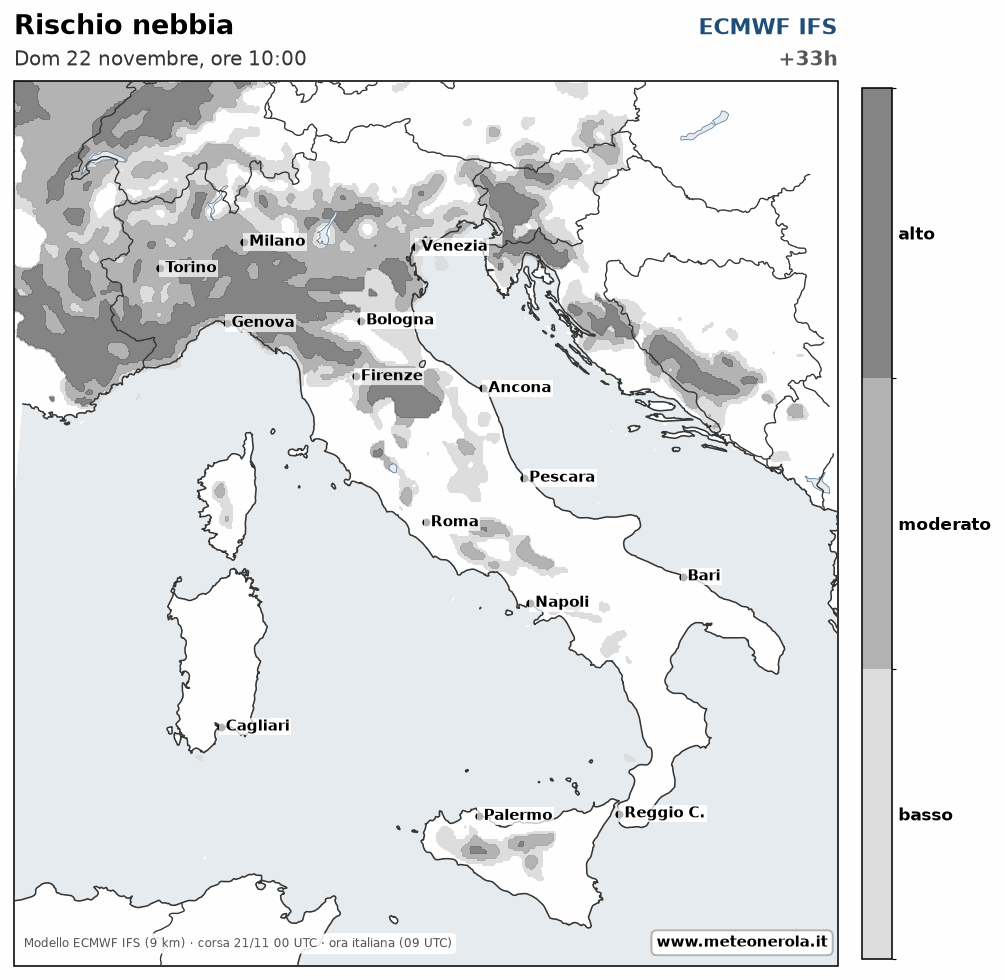 Rischio nebbia
ECMWF IFS
Dom 22 novembre, ore 10:00
+33h
Milano
Venezia
Torino
Genova
Bologna
Firenze
Ancona
Pescara
Roma
Bari
Napoli
Cagliari
Palermo
Reggio C.
alto
moderato
basso
Modello ECMWF IFS (9 km) · corsa 21/11 00 UTC · ora italiana (09 UTC)
www.meteonerola.it